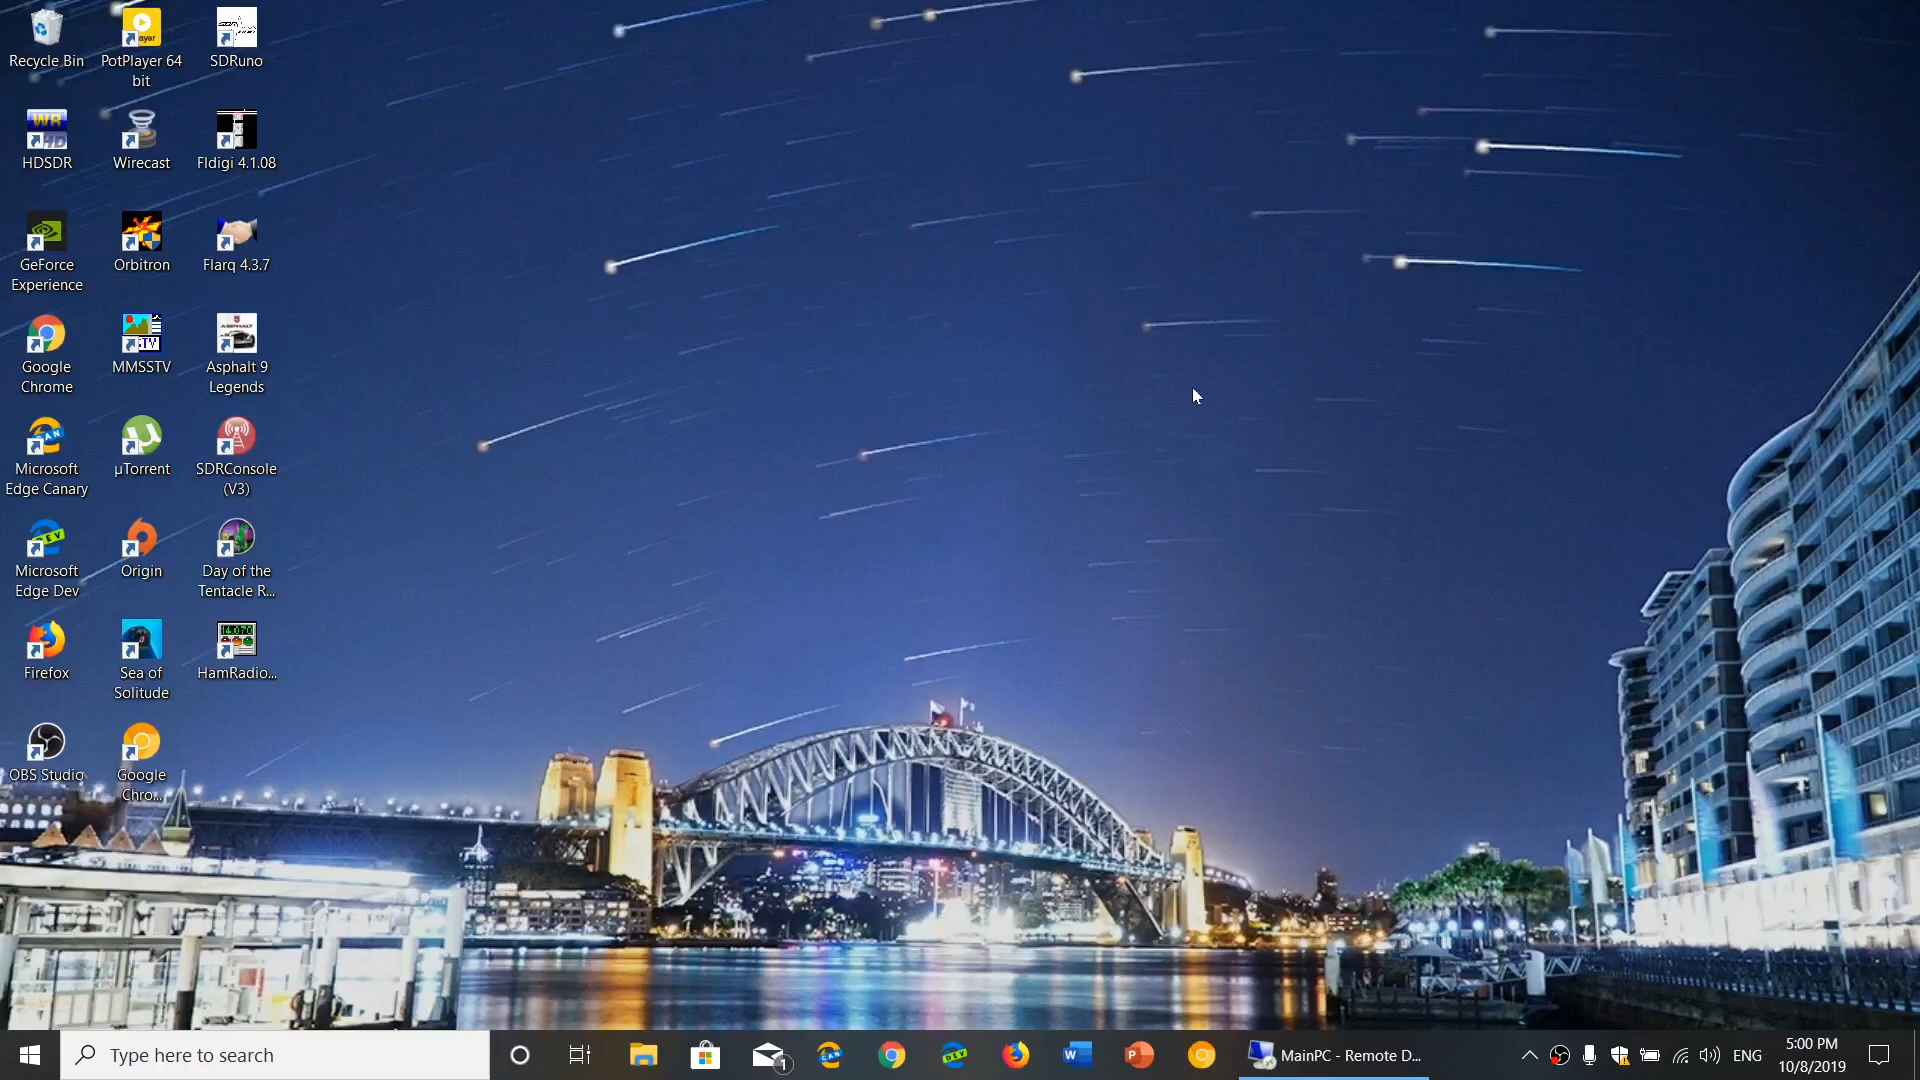 Recycle Bin
PotPlayer 64
bit
SDRuno
HDSDR
Wirecast
Fldigi 4.1.08
GeForce
Experience
Orbitron
Flarq 4.3.7
Google
Chrome
MMSSTV
Asphalt 9
Legends
Microsoft
Edge Canary
µTorrent
SDRConsole
(V3)
Microsoft
Edge Dev
Origin
Day of the
Tentacle R...
Firefox
Sea of
Solitude
HamRadio...
OBS Studio
Google
Chro...
Type here to search
1
MainPC - Remote D...
ENG
5:00 PM
10/8/2019